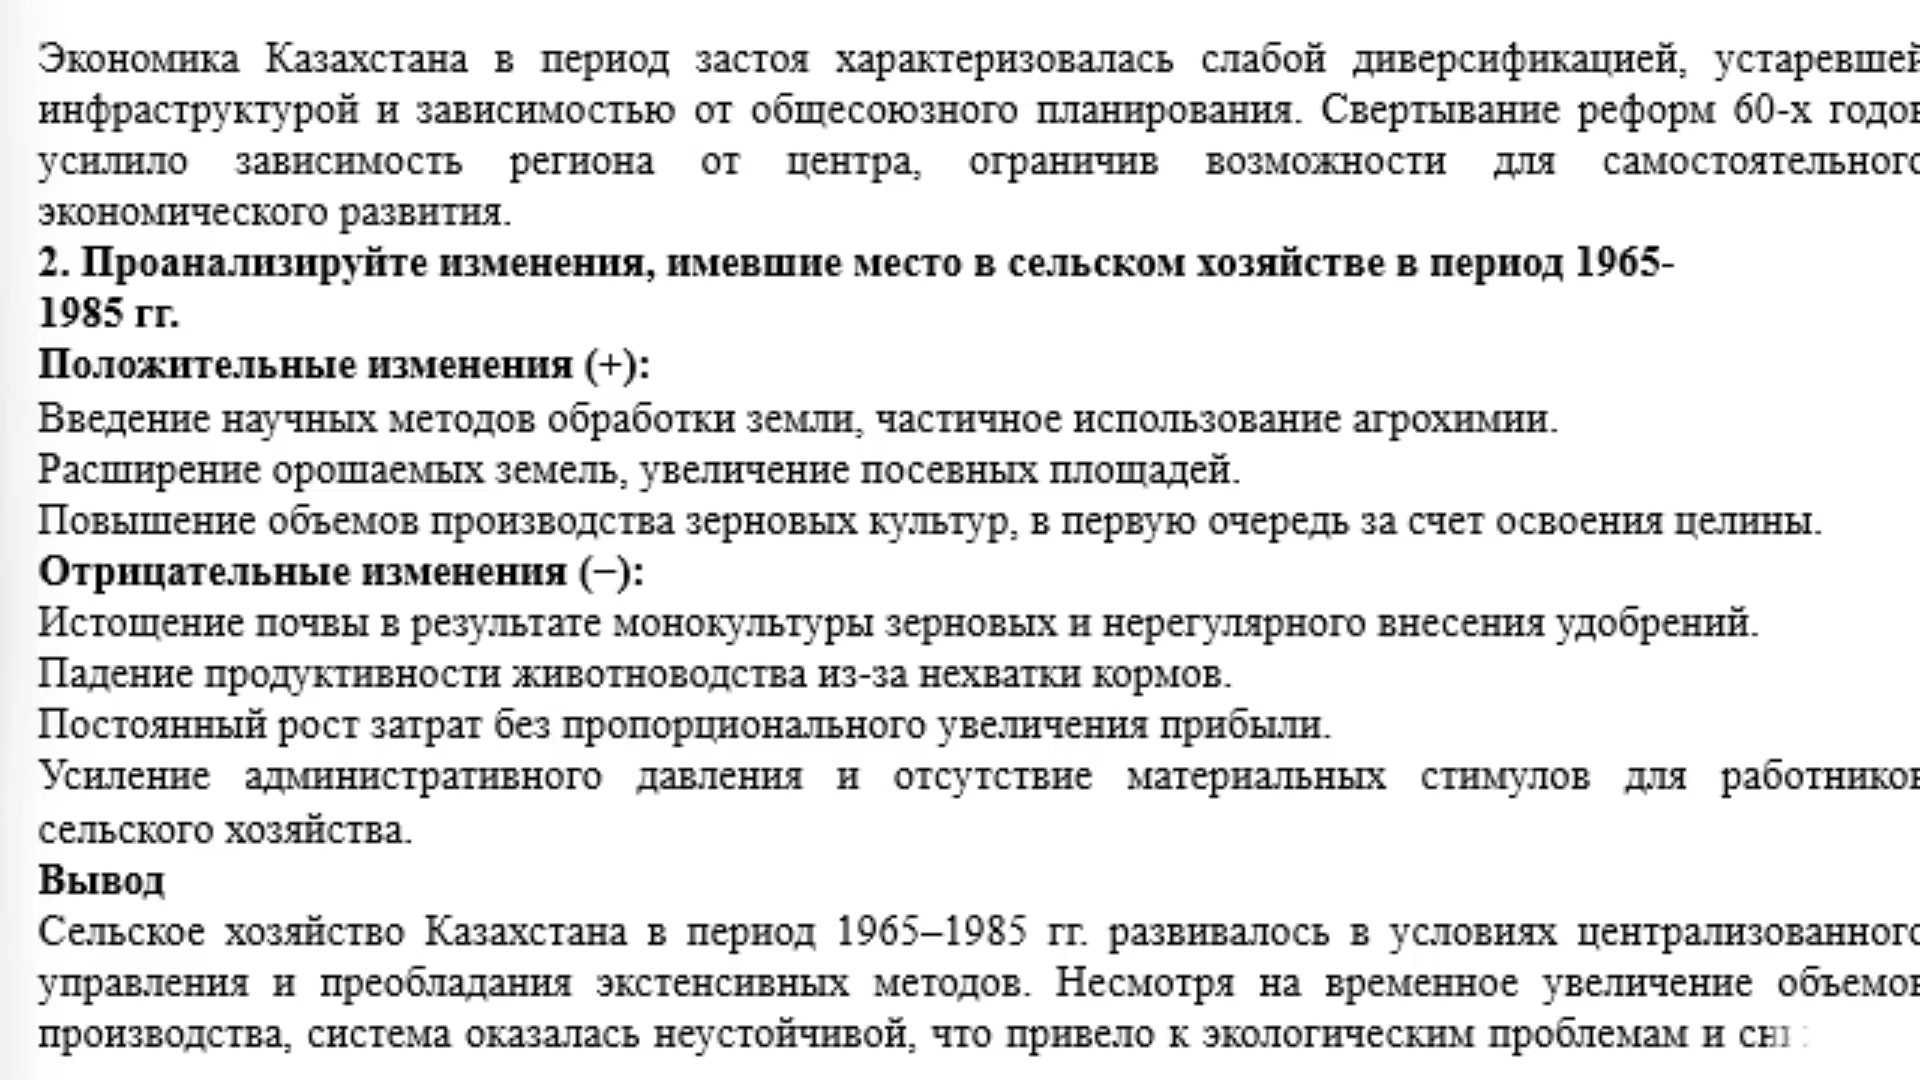 Экономика Казахстана в период застоя характеризовалась слабой диверсификацией, устаревшей
инфраструктурой и зависимостью от общесоюзного планирования. Свертывание реформ 60-х годов
усилило зависимость региона от центра, ограничив возможности для самостоятельного
экономического развития.
2. Проанализируйте изменения, имевшие место в сельском хозяйстве в период 1965-
1985 гг.
Положительные изменения (+):
Введение научных методов обработки земли, частичное использование агрохимии.
Расширение орошаемых земель, увеличение посевных площадей.
Повышение объемов производства зерновых культур, в первую очередь за счет освоения целины.
Отрицательные изменения (−):
Истощение почвы в результате монокультуры зерновых и нерегулярного внесения удобрений.
Падение продуктивности животноводства из-за нехватки кормов.
Постоянный рост затрат без пропорционального увеличения прибыли.
Усиление административного давления и отсутствие материальных стимулов для работников
сельского хозяйства.
Вывод
Сельское хозяйство Казахстана в период 1965–1985 гг. развивалось в условиях централизованного
управления и преобладания экстенсивных методов. Несмотря на временное увеличение объемов
производства, система оказалась неустойчивой, что привело к экологическим проблемам и